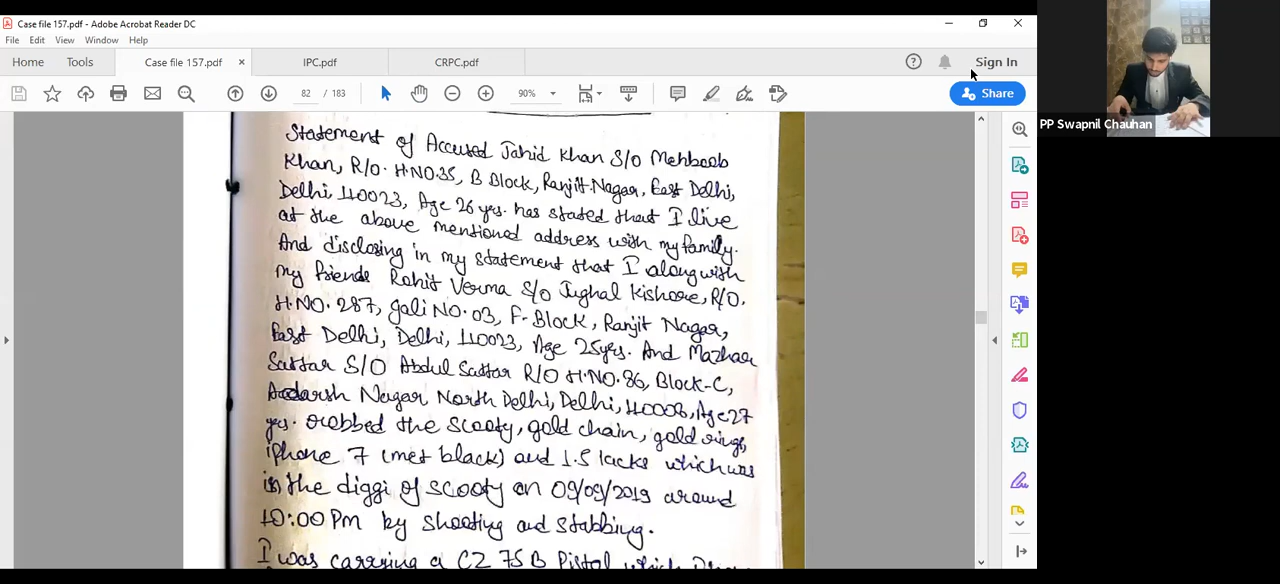 Case file 157.pdf - Adobe Acrobat Reader DC
File Edit View Window Help
Home Tools Case file 157.pdf × IPC.pdf CRPC.pdf Sign In
82 / 183 90% Share
PP Swapnil Chauhan
Statement of Accused Jahid Khan S/O Mehboob
Khan, R/O. H.NO.35, B Block, Ranjit Nagar, East Delhi,
Delhi 110023, Age 26 yrs. has stated that I live
at the above mentioned address with my family.
And disclosing in my statement that I along with
my friends Rohit Verma S/O Jughal Kishore, R/O.
H.NO. 287, gali NO. 03, F-Block, Ranjit Nagar,
East Delhi, Delhi, 110023, Age 25yrs. And Mazhar
Sattar S/O Abdul Sattar R/O H.NO.86, Block-C,
Aadarsh Nagar North Delhi, Delhi, 110008, Age 27
yrs. robbed the scooty, gold chain, gold rings,
iphone 7 (met black) and 1.5 lacks which was
in the diggi of scooty on 09/09/2019 around
10:00 Pm by shooting and stabbing.
I was carrying a CZ 75 B Pistol which